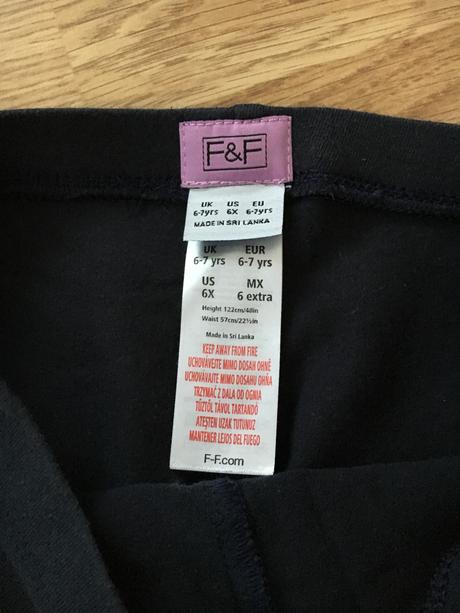 F&F
UK US EU
6-7yrs 6X 6-7yrs
MADE IN SRI LANKA
UK EUR
6-7 yrs 6-7 yrs
US MX
6X 6 extra
Height 122cm/48in
Waist 57cm/22½in
Made in Sri Lanka
KEEP AWAY FROM FIRE
UCHOVÁVEJTE MIMO DOSAH OHNĚ
UCHOVÁVAJTE MIMO DOSAHU OHŇA
TRZYMAĆ Z DALA OD OGNIA
TŰZTŐL TÁVOL TARTANDÓ
ATEŞTEN UZAK TUTUNUZ
MANTENER LEJOS DEL FUEGO
F-F.com